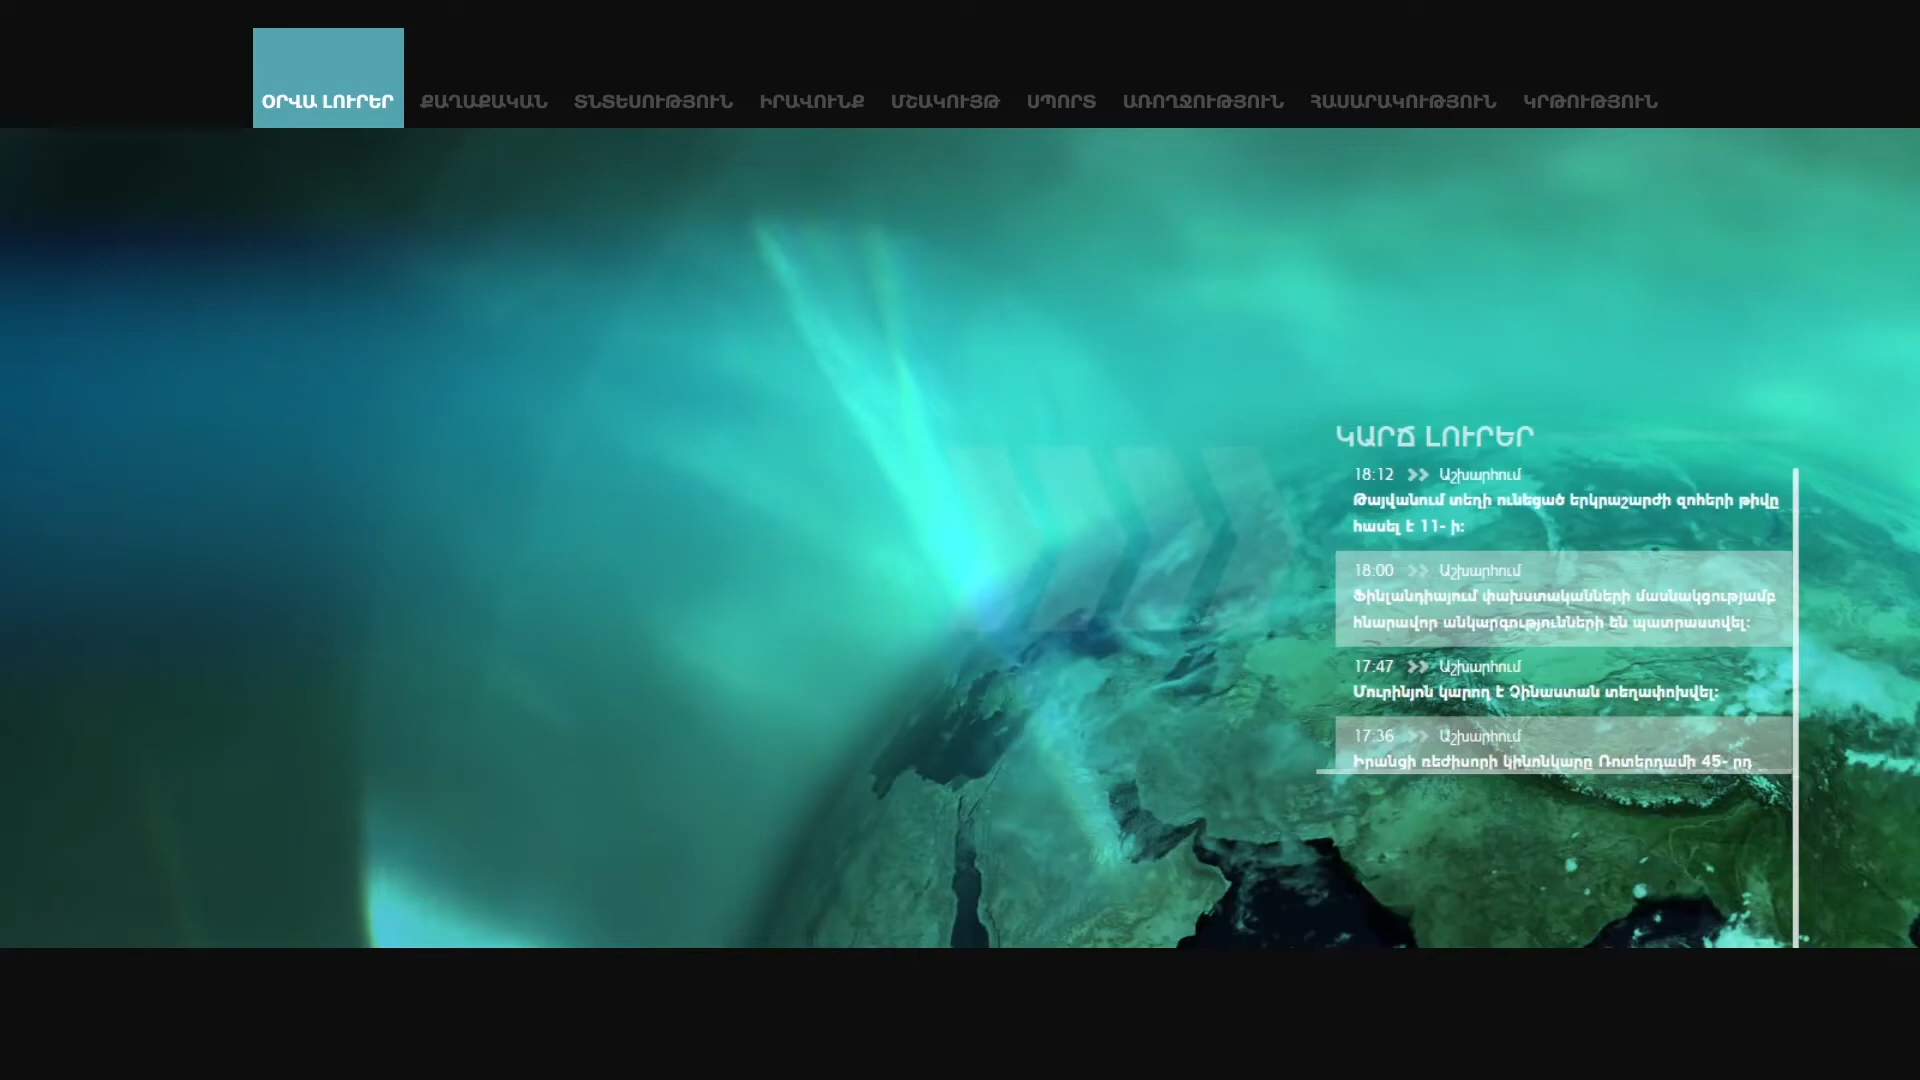 ՕՐՎԱ ԼՈՒՐԵՐ ՔԱՂԱՔԱԿԱՆ ՏՆՏԵՍՈՒԹՅՈՒՆ ԻՐԱՎՈՒՆՔ ՄՇԱԿՈՒՅԹ ՍՊՈՐՏ ԱՌՈՂՋՈՒԹՅՈՒՆ ՀԱՍԱՐԱԿՈՒԹՅՈՒՆ ԿՐԹՈՒԹՅՈՒՆ
ԿԱՐՃ ԼՈՒՐԵՐ
18:12 >> Աշխարհում
Թայվանում տեղի ունեցած երկրաշարժի զոհերի թիվը
հասել է 11- ի:
18:00 >> Աշխարհում
Ֆինլանդիայում փախստականների մասնակցությամբ
հնարավոր անկարգությունների են պատրաստվել:
17:47 >> Աշխարհում
Մուրինյոն կարող է Չինաստան տեղափոխվել:
17:36 >> Աշխարհում
Իրանցի ռեժիսորի կինոնկարը Ռոտերդամի 45- րդ